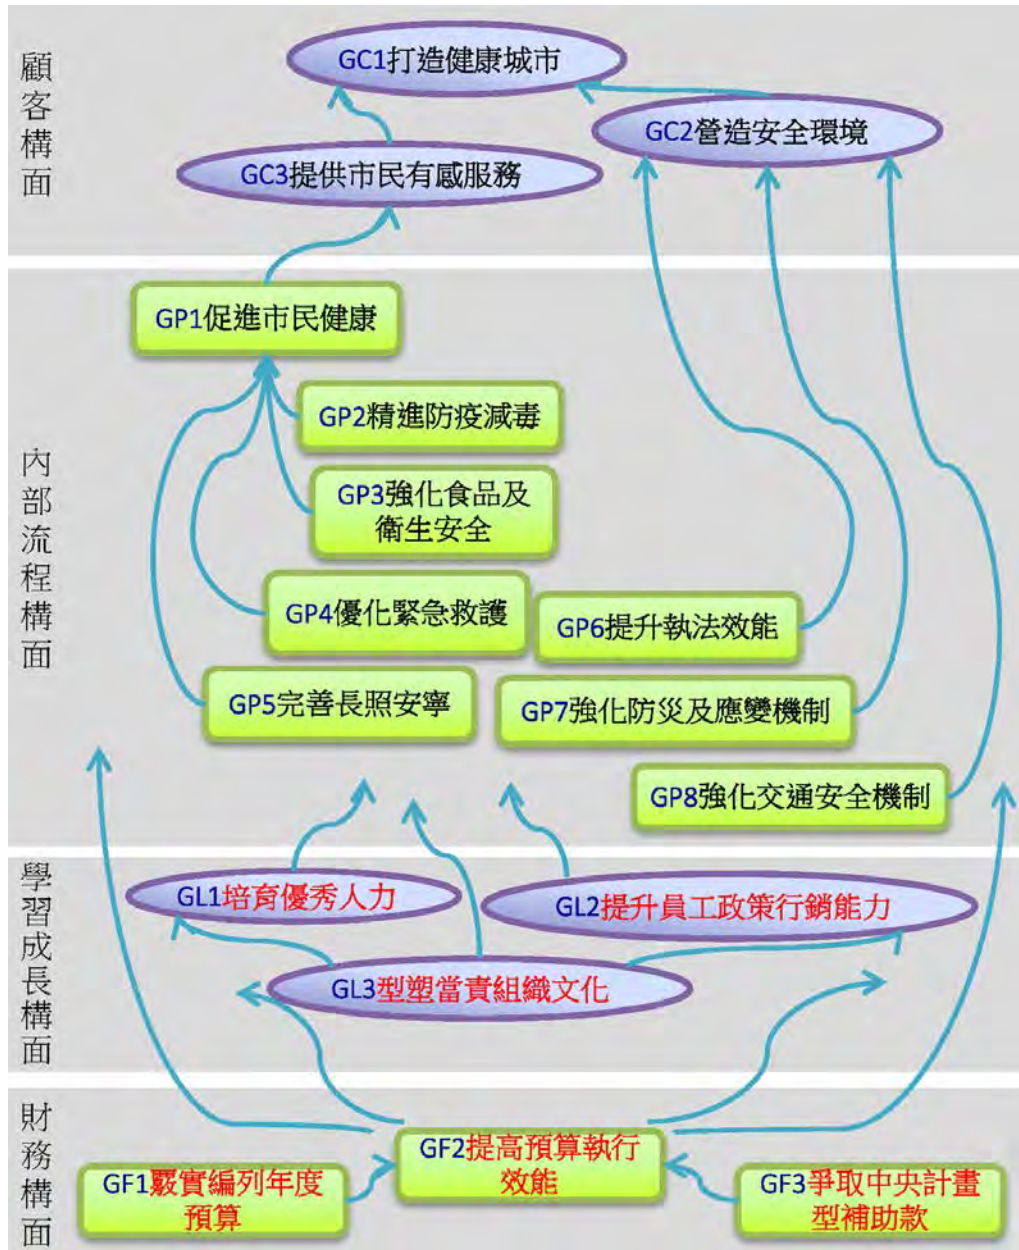 顧客構面
GC1打造健康城市
GC2營造安全環境
GC3提供市民有感服務
內部流程構面
GP1促進市民健康
GP2精進防疫減毒
GP3強化食品及
衛生安全
GP4優化緊急救護
GP6提升執法效能
GP5完善長照安寧
GP7強化防災及應變機制
GP8強化交通安全機制
學習成長構面
GL1培育優秀人力
GL2提升員工政策行銷能力
GL3型塑當責組織文化
財務構面
GF2提高預算執行
效能
GF1覈實編列年度
預算
GF3爭取中央計畫
型補助款